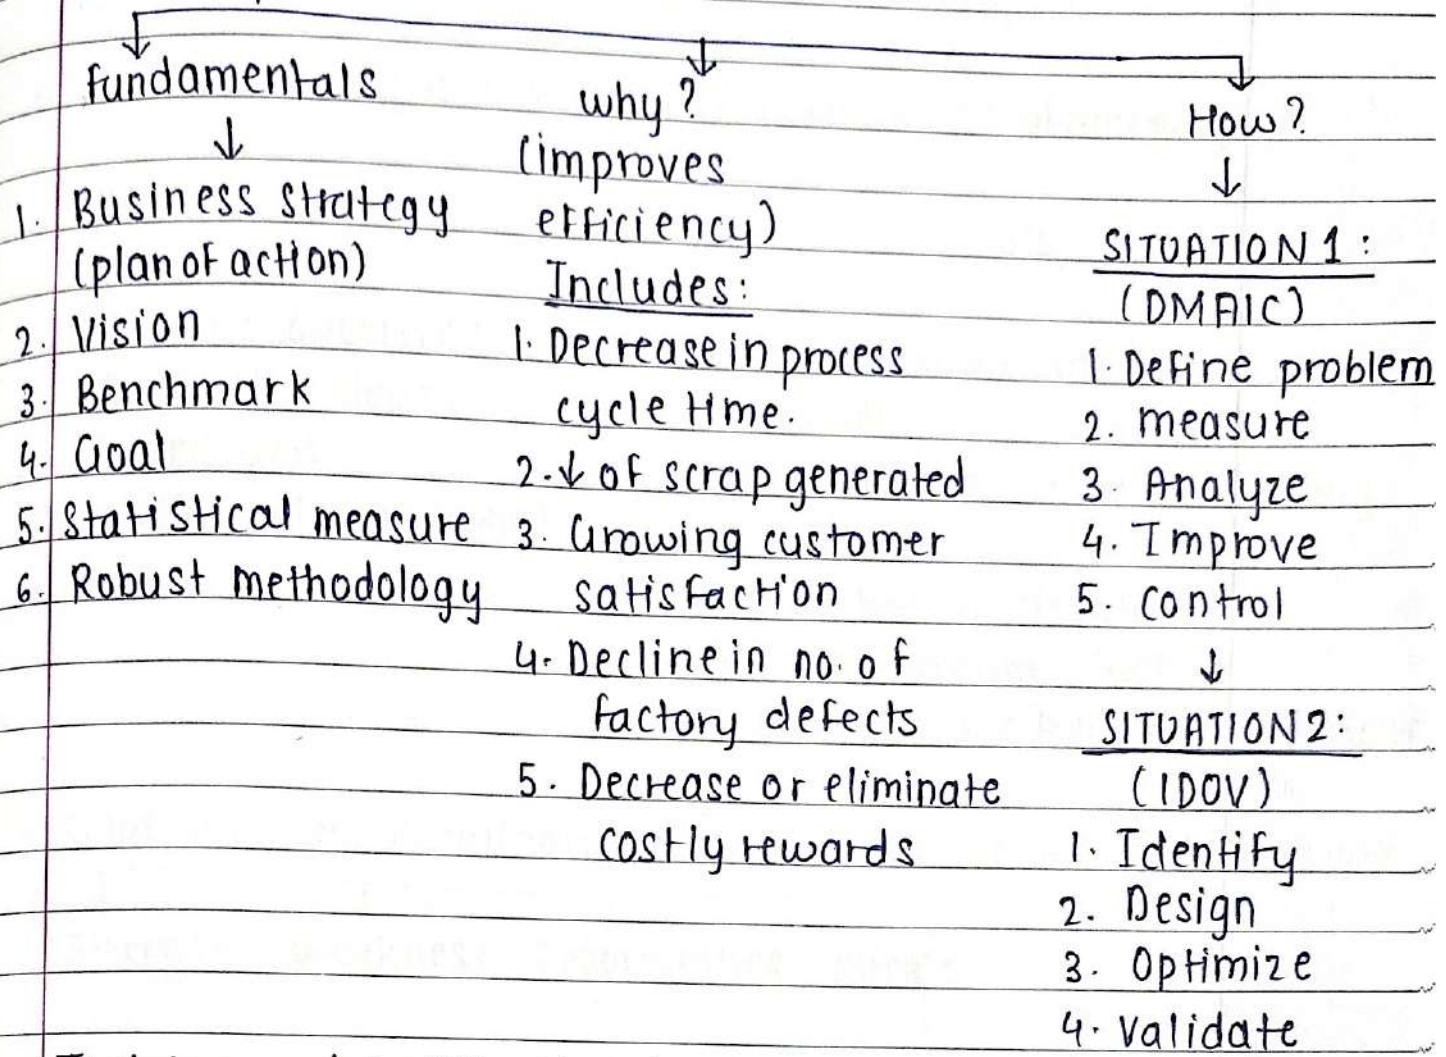 Fundamentals
↓
1. Business Strategy
(plan of action)
2. Vision
3. Benchmark
4. Goal
5. Statistical measure
6. Robust methodology
why?
(improves
efficiency)
Includes:
1. Decrease in process
cycle time.
2. ↓ of scrap generated
3. Growing customer
satisfaction
4. Decline in no. of
factory defects
5. Decrease or eliminate
costly rewards
How?
↓
SITUATION 1:
(DMAIC)
1. Define problem
2. measure
3. Analyze
4. Improve
5. control
↓
SITUATION 2:
(IDOV)
1. Identify
2. Design
3. Optimize
4. validate